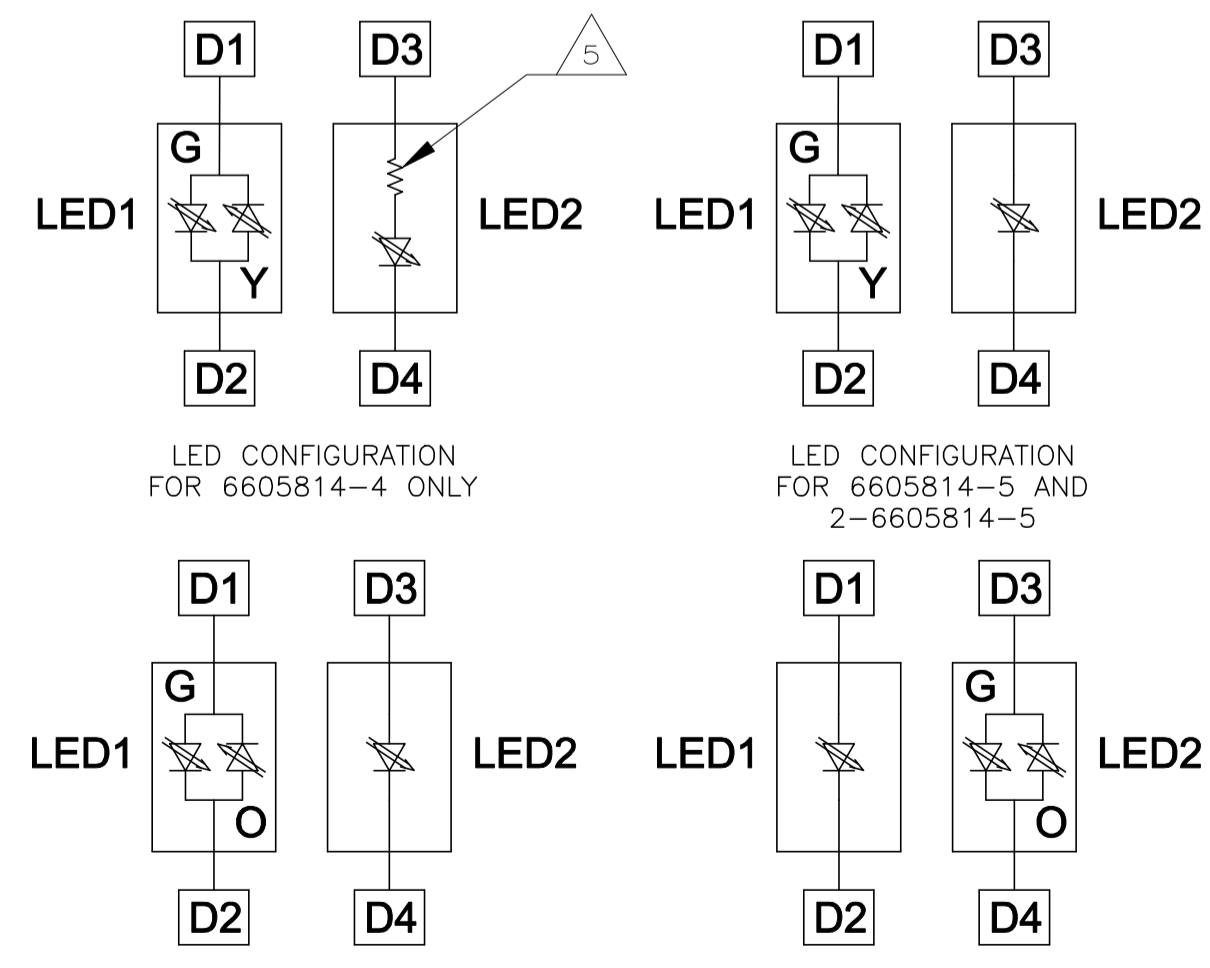 D1 D3 5
G
LED1 LED2
Y
D2 D4
LED CONFIGURATION
FOR 6605814-4 ONLY
D1 D3
G
LED1 LED2
Y
D2 D4
LED CONFIGURATION
FOR 6605814-5 AND
2-6605814-5
D1 D3
G
LED1 LED2
O
D2 D4
D1 D3
G
LED1 LED2
O
D2 D4